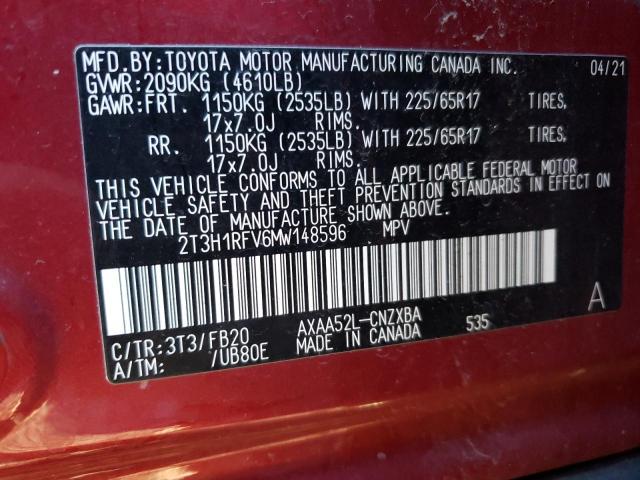 MFD.BY:TOYOTA MOTOR MANUFACTURING CANADA INC. 04/21
GVWR:2090KG (4610LB)
GAWR:FRT. 1150KG (2535LB) WITH 225/65R17 TIRES,
17x7.0J RIMS.
RR. 1150KG (2535LB) WITH 225/65R17 TIRES,
17x7.0J RIMS.
THIS VEHICLE CONFORMS TO ALL APPLICABLE FEDERAL MOTOR
VEHICLE SAFETY AND THEFT PREVENTION STANDARDS IN EFFECT ON
THE DATE OF MANUFACTURE SHOWN ABOVE.
2T3H1RFV6MW148596 MPV
A
C/TR:3T3/FB20 AXAA52L-CNZXBA 535
A/TM: /UB80E MADE IN CANADA